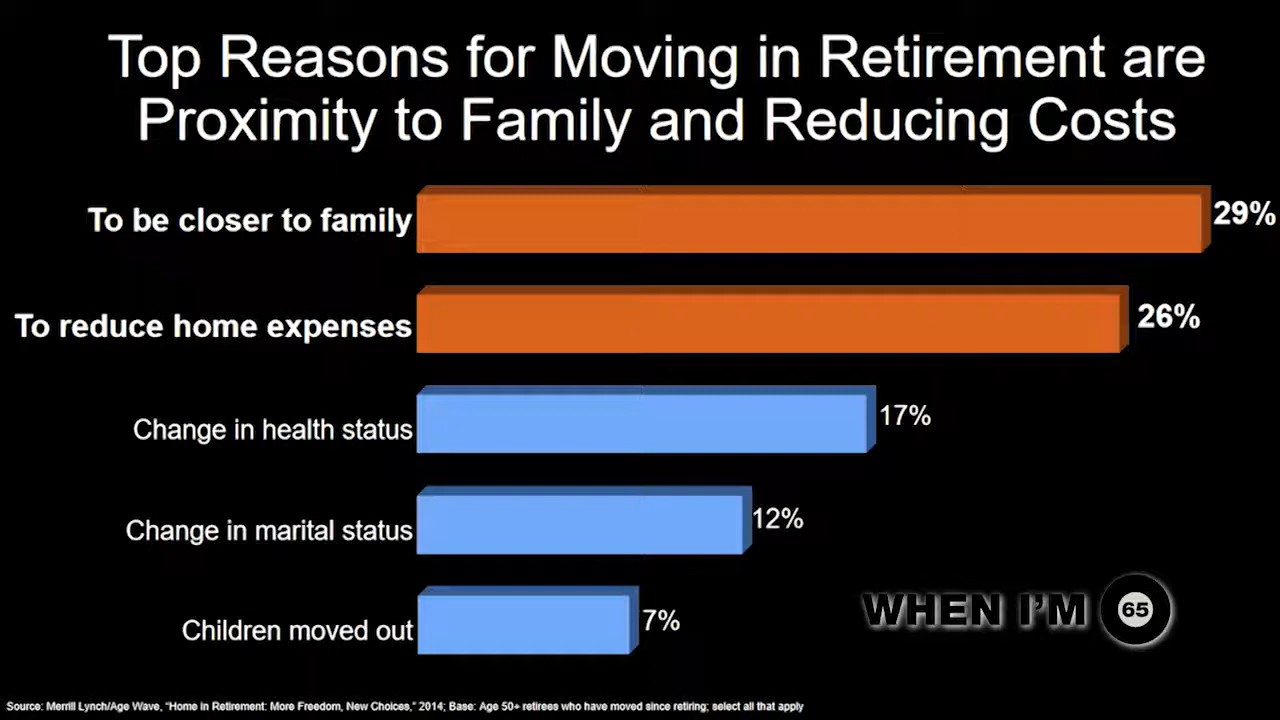 Top Reasons for Moving in Retirement are
Proximity to Family and Reducing Costs
To be closer to family 29%
To reduce home expenses 26%
Change in health status 17%
Change in marital status 12%
Children moved out 7%
WHEN I'M 65
Source: Merrill Lynch/Age Wave, "Home in Retirement: More Freedom, New Choices," 2014; Base: Age 50+ retirees who have moved since retiring; select all that apply